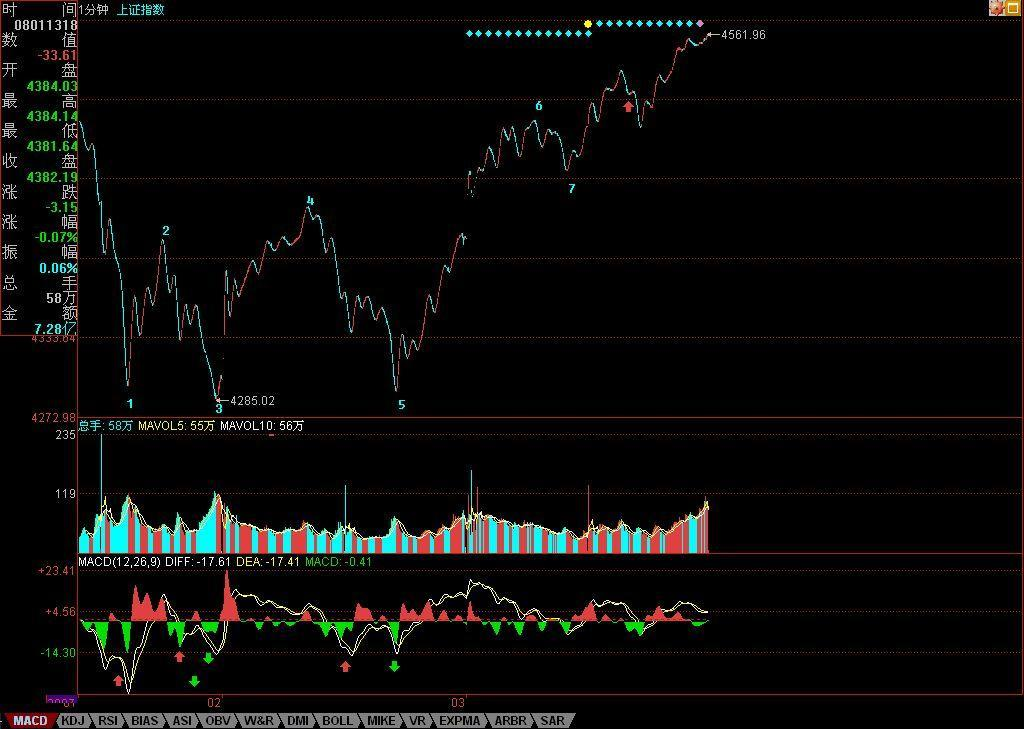 1分钟 上证指数
时 间
08011318
数 值
-33.61
开 盘
4384.03
最 高
4384.14
最 低
4381.64
收 盘
4382.19
涨 跌
-3.15
涨 幅
-0.07%
振 幅
0.06%
总 手
58万
金 额
7.28亿
4333.64
4272.98
4561.96
6
7
4
2
1
3
4285.02
5
总手: 58万 MAVOL5: 55万 MAVOL10: 56万
235
119
MACD(12,26,9) DIFF: -17.61 DEA: -17.41 MACD: -0.41
+23.41
+4.56
-14.30
02
03
MACD KDJ RSI BIAS ASI OBV W&R DMI BOLL MIKE VR EXPMA ARBR SAR